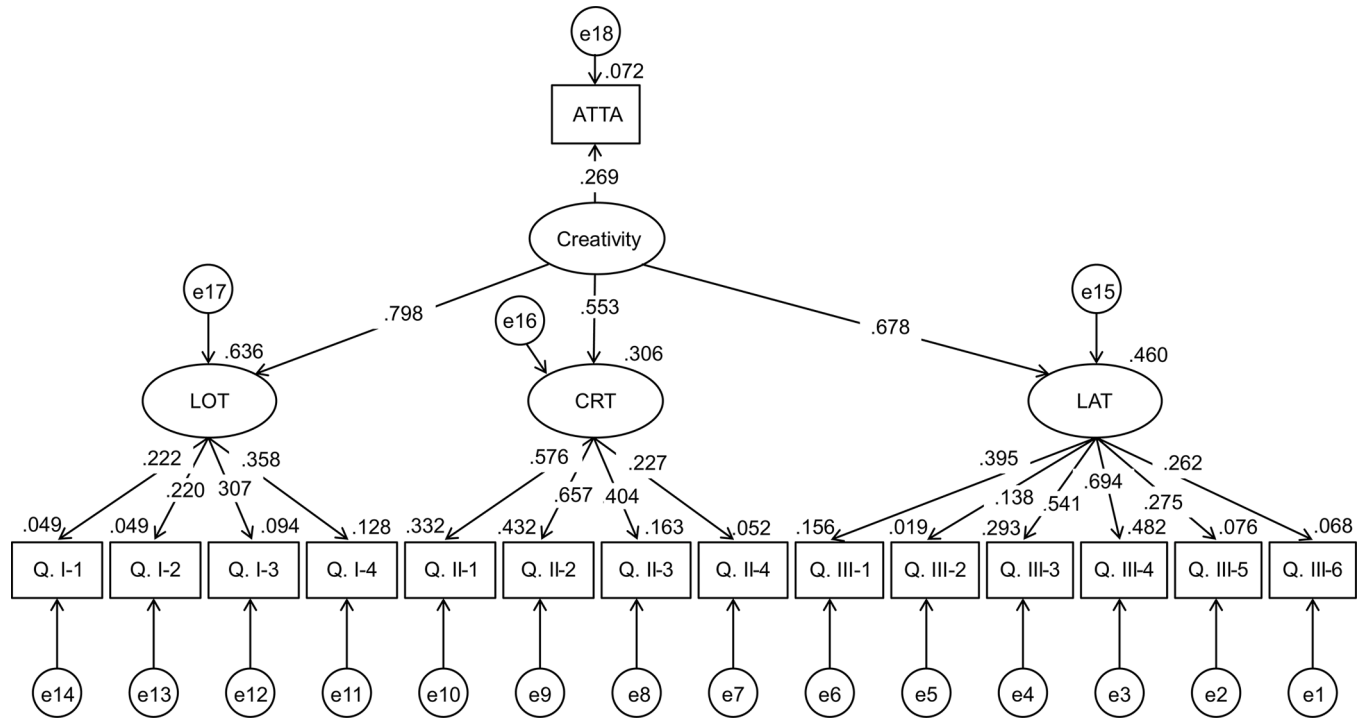 e18
.072
ATTA
.269
Creativity
e17
.798
.553
e16
.678
e15
.636
.306
.460
LOT
CRT
LAT
.222
.358
.220
307
.576
.227
.657
.404
.395
.262
.138
.694
.541
.275
.049
.049
.094
.128
.332
.432
.163
.052
.156
.019
.293
.482
.076
.068
Q. I-1
Q. I-2
Q. I-3
Q. I-4
Q. II-1
Q. II-2
Q. II-3
Q. II-4
Q. III-1
Q. III-2
Q. III-3
Q. III-4
Q. III-5
Q. III-6
e14
e13
e12
e11
e10
e9
e8
e7
e6
e5
e4
e3
e2
e1